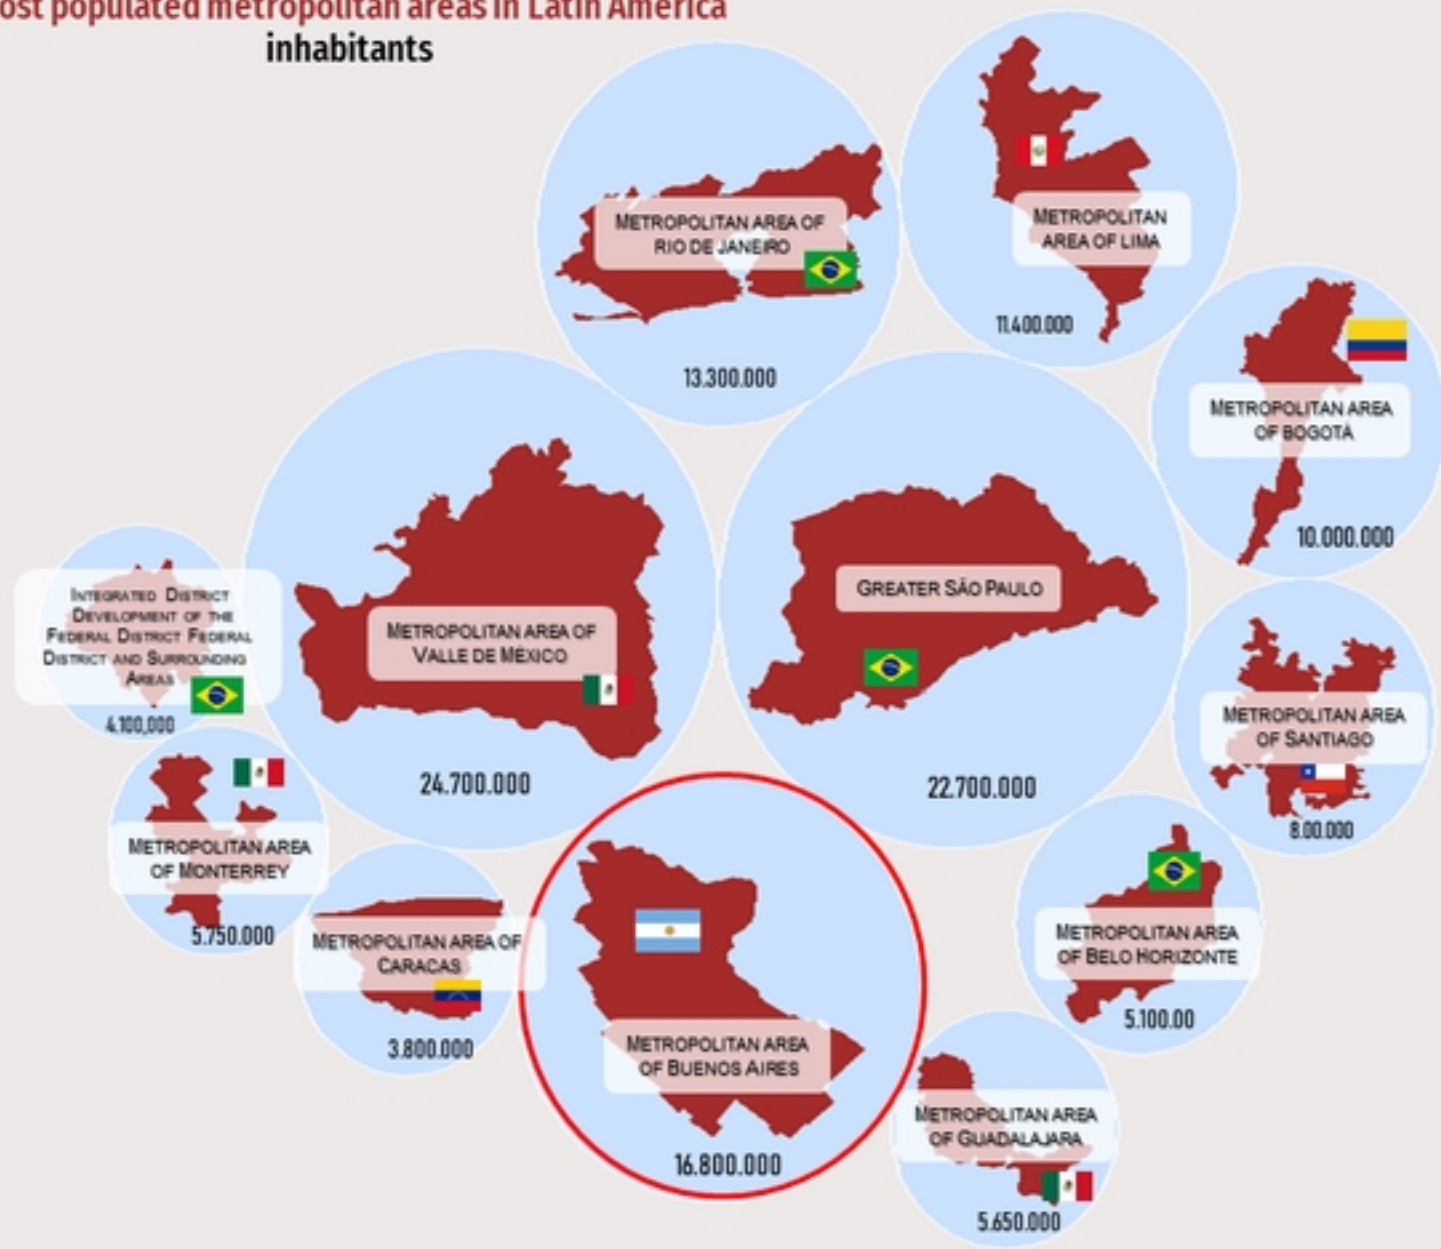 ost populated metropolitan areas in Latin America
inhabitants
METROPOLITAN AREA OF
RIO DE JANEIRO
13.300.000
METROPOLITAN
AREA OF LIMA
11.400.000
METROPOLITAN AREA
OF BOGOTÁ
10.000.000
METROPOLITAN AREA OF
VALLE DE MÉXICO
24.700.000
GREATER SÃO PAULO
22.700.000
INTEGRATED DISTRICT
DEVELOPMENT OF THE
FEDERAL DISTRICT FEDERAL
DISTRICT AND SURROUNDING
AREAS
4.100,000
METROPOLITAN AREA
OF SANTIAGO
8.00.000
METROPOLITAN AREA
OF MONTERREY
5.750.000
METROPOLITAN AREA OF
CARACAS
3.800.000
METROPOLITAN AREA
OF BUENOS AIRES
16.800.000
METROPOLITAN AREA
OF BELO HORIZONTE
5.100.00
METROPOLITAN AREA
OF GUADALAJARA
5.650.000